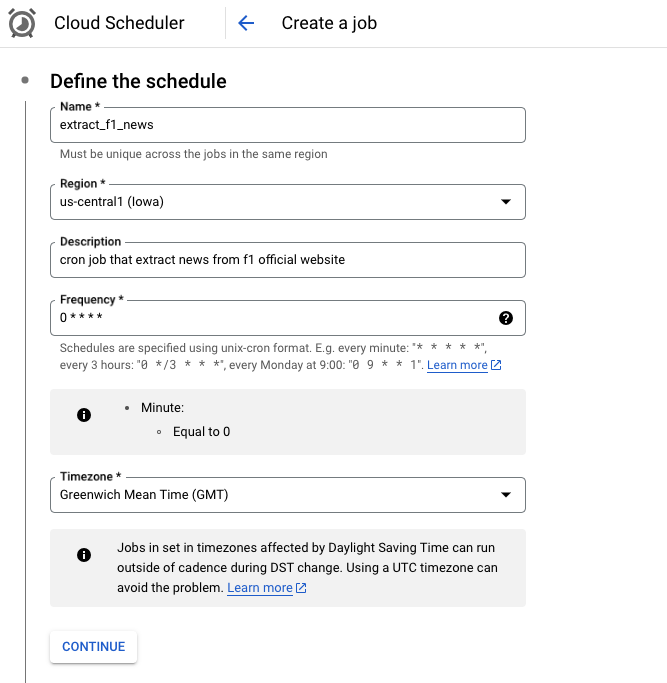 Cloud Scheduler
Create a job
Define the schedule
Name *
extract_f1_news
Must be unique across the jobs in the same region
Region *
us-central1 (Iowa)
Description
cron job that extract news from f1 official website
Frequency *
0 * * * *
Schedules are specified using unix-cron format. E.g. every minute: "* * * * *",
every 3 hours: "0 */3 * * *", every Monday at 9:00: "0 9 * * 1". Learn more
Minute:
Equal to 0
Timezone *
Greenwich Mean Time (GMT)
Jobs in set in timezones affected by Daylight Saving Time can run
outside of cadence during DST change. Using a UTC timezone can
avoid the problem. Learn more
CONTINUE